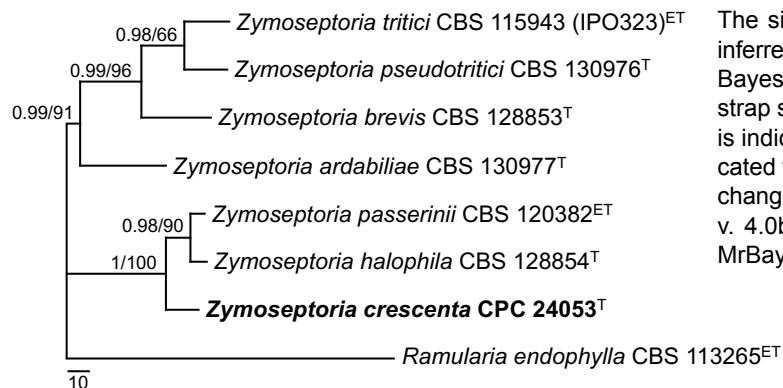 0.98/66
Zymoseptoria tritici CBS 115943 (IPO323)ET
0.99/96
Zymoseptoria pseudotritici CBS 130976T
0.99/91
Zymoseptoria brevis CBS 128853T
Zymoseptoria ardabiliae CBS 130977T
0.98/90
Zymoseptoria passerinii CBS 120382ET
1/100
Zymoseptoria halophila CBS 128854T
Zymoseptoria crescenta CPC 24053T
Ramularia endophylla CBS 113265ET
10
The si
inferre
Bayes
strap s
is indic
cated
chang
v. 4.0b
MrBay